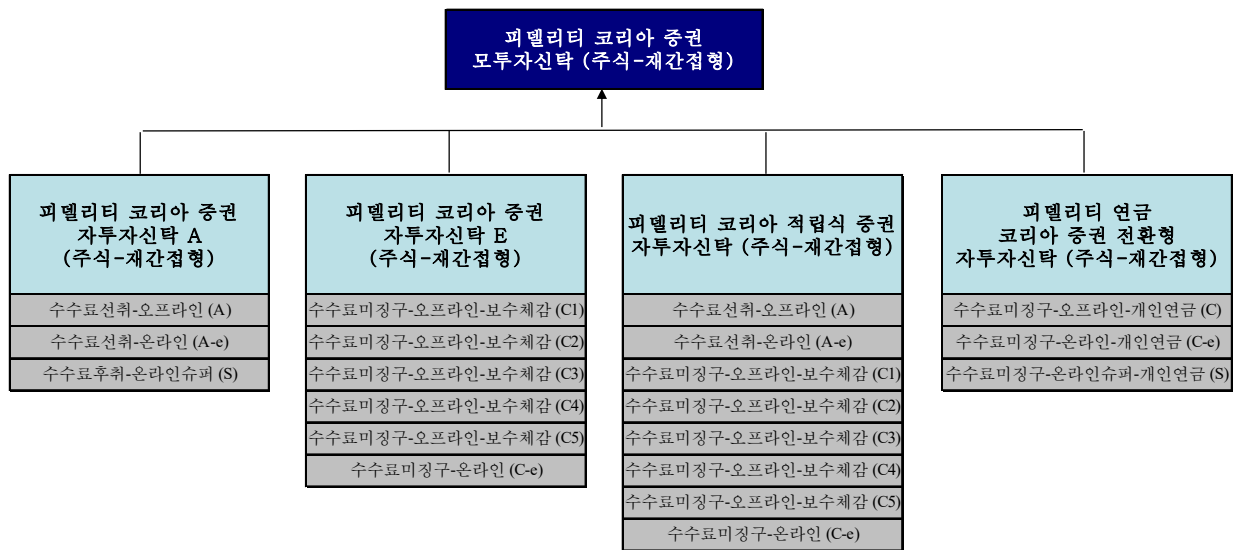 피델리티 코리아 증권
모투자신탁 (주식-재간접형)
피델리티 코리아 증권
자투자신탁 A
(주식-재간접형)
수수료선취-오프라인 (A)
수수료선취-온라인 (A-e)
수수료후취-온라인슈퍼 (S)
피델리티 코리아 증권
자투자신탁 E
(주식-재간접형)
수수료미징구-오프라인-보수체감 (C1)
수수료미징구-오프라인-보수체감 (C2)
수수료미징구-오프라인-보수체감 (C3)
수수료미징구-오프라인-보수체감 (C4)
수수료미징구-오프라인-보수체감 (C5)
수수료미징구-온라인 (C-e)
피델리티 코리아 적립식 증권
자투자신탁 (주식-재간접형)
수수료선취-오프라인 (A)
수수료선취-온라인 (A-e)
수수료미징구-오프라인-보수체감 (C1)
수수료미징구-오프라인-보수체감 (C2)
수수료미징구-오프라인-보수체감 (C3)
수수료미징구-오프라인-보수체감 (C4)
수수료미징구-오프라인-보수체감 (C5)
수수료미징구-온라인 (C-e)
피델리티 연금
코리아 증권 전환형
자투자신탁 (주식-재간접형)
수수료미징구-오프라인-개인연금 (C)
수수료미징구-온라인-개인연금 (C-e)
수수료미징구-온라인슈퍼-개인연금 (S)